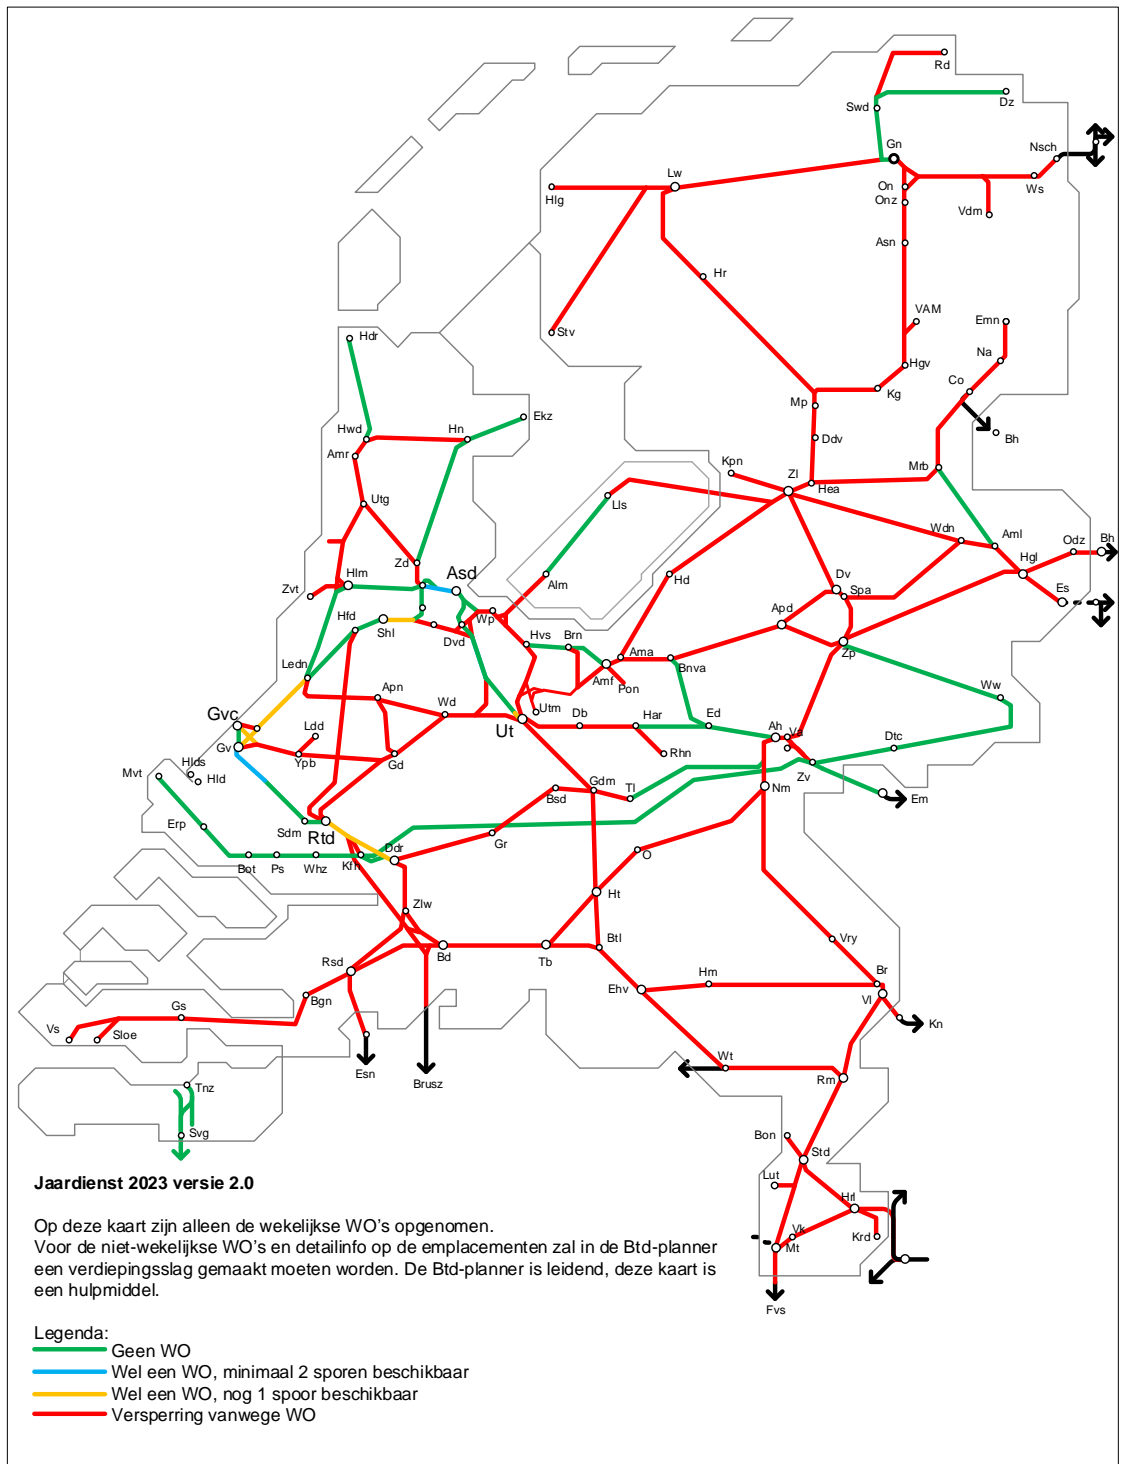 Rd
Dz
Swd
Gn
Nsch
Lw
Hlg
On
Onz
Ws
Vdm
Asn
Hr
VAM
Emn
Stv
Hdr
Na
Hgv
Co
Kg
Mp
Ekz
Hwd
Hn
Ddv
Bh
Amr
Kpn
Zl
Mrb
Hea
Utg
Lls
Wdn
Aml
Odz
Bh
Zd
Hgl
Hlm
Asd
Alm
Hd
Dv
Spa
Es
Zvt
Hfd
Shl
Wp
Apd
Dvd
Hvs
Brn
Zp
Ama
Ledn
Amf
Bnva
Pon
Ww
Apn
Gvc
Wd
Utm
Ldd
Ut
Db
Har
Ed
Ah
Va
Dtc
Gv
Ypb
Gd
Rhn
Zv
Hlds
Mvt
Hld
Gdm
Tl
Nm
Em
Bsd
Erp
Sdm
Rtd
Gr
Ddr
O
Bot
Ps
Whz
Kfh
Ht
Zlw
Btl
Vry
Bd
Tb
Rsd
Br
Hm
Ehv
Vl
Bgn
Gs
Kn
Vs
Sloe
Wt
Esn
Brusz
Rm
Tnz
Svg
Bon
Std
Lut
Hrl
Vk
Krd
Mt
Fvs
Jaardienst 2023 versie 2.0
Op deze kaart zijn alleen de wekelijkse WO’s opgenomen.
Voor de niet-wekelijkse WO’s en detailinfo op de emplacementen zal in de Btd-planner
een verdiepingsslag gemaakt moeten worden. De Btd-planner is leidend, deze kaart is
een hulpmiddel.
Legenda:
Geen WO
Wel een WO, minimaal 2 sporen beschikbaar
Wel een WO, nog 1 spoor beschikbaar
Versperring vanwege WO